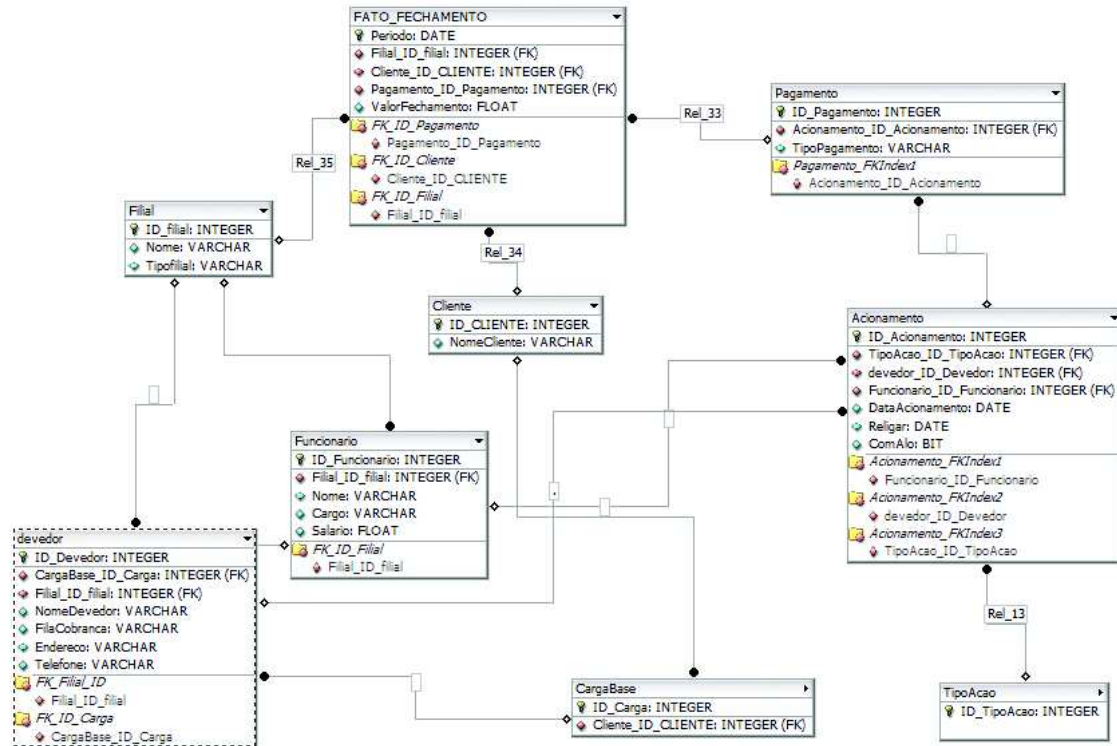 FATO_FECHAMENTO
Periodo: DATE
Filial_ID_filial: INTEGER (FK)
Cliente_ID_CLIENTE: INTEGER (FK)
Pagamento_ID_Pagamento: INTEGER (FK)
ValorFechamento: FLOAT
FK_ID_Pagamento
Pagamento_ID_Pagamento
FK_ID_Cliente
Cliente_ID_CLIENTE
FK_ID_Filial
Filial_ID_filial
Rel_33
Pagamento
ID_Pagamento: INTEGER
Acionamento_ID_Acionamento: INTEGER (FK)
TipoPagamento: VARCHAR
Pagamento_FKIndex1
Acionamento_ID_Acionamento
Rel_35
Filial
ID_filial: INTEGER
Nome: VARCHAR
Tipofilial: VARCHAR
Rel_34
Cliente
ID_CLIENTE: INTEGER
NomeCliente: VARCHAR
Acionamento
ID_Acionamento: INTEGER
TipoAcao_ID_TipoAcao: INTEGER (FK)
devedor_ID_Devedor: INTEGER (FK)
Funcionario_ID_Funcionario: INTEGER (FK)
DataAcionamento: DATE
Religar: DATE
ComAlo: BIT
Acionamento_FKIndex1
Funcionario_ID_Funcionario
Acionamento_FKIndex2
devedor_ID_Devedor
Acionamento_FKIndex3
TipoAcao_ID_TipoAcao
Funcionario
ID_Funcionario: INTEGER
Filial_ID_filial: INTEGER (FK)
Nome: VARCHAR
Cargo: VARCHAR
Salario: FLOAT
FK_ID_Filial
Filial_ID_filial
devedor
ID_Devedor: INTEGER
CargaBase_ID_Carga: INTEGER (FK)
Filial_ID_filial: INTEGER (FK)
NomeDevedor: VARCHAR
FilaCobranca: VARCHAR
Endereco: VARCHAR
Telefone: VARCHAR
FK_Filial_ID
Filial_ID_filial
FK_ID_Carga
CargaBase_ID_Carga
Rel_13
CargaBase
ID_Carga: INTEGER
Cliente_ID_CLIENTE: INTEGER (FK)
TipoAcao
ID_TipoAcao: INTEGER